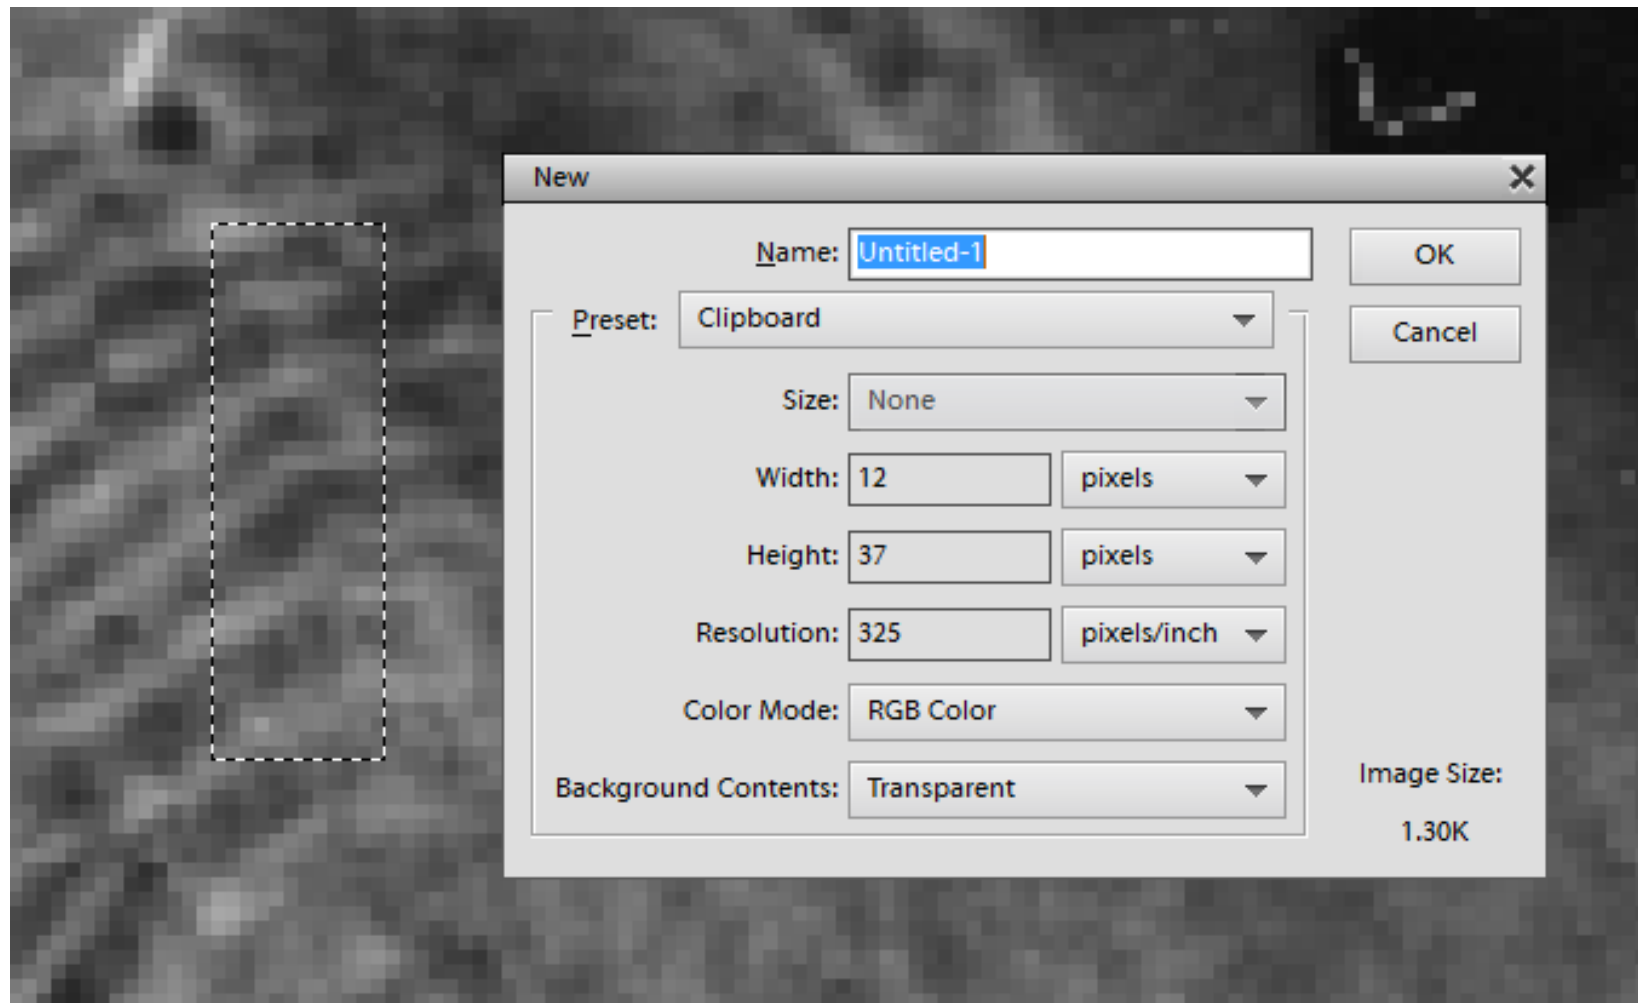 New
Name: Untitled-1
OK
Preset: Clipboard
Cancel
Size: None
Width: 12 pixels
Height: 37 pixels
Resolution: 325 pixels/inch
Color Mode: RGB Color
Background Contents: Transparent
Image Size:
1.30K